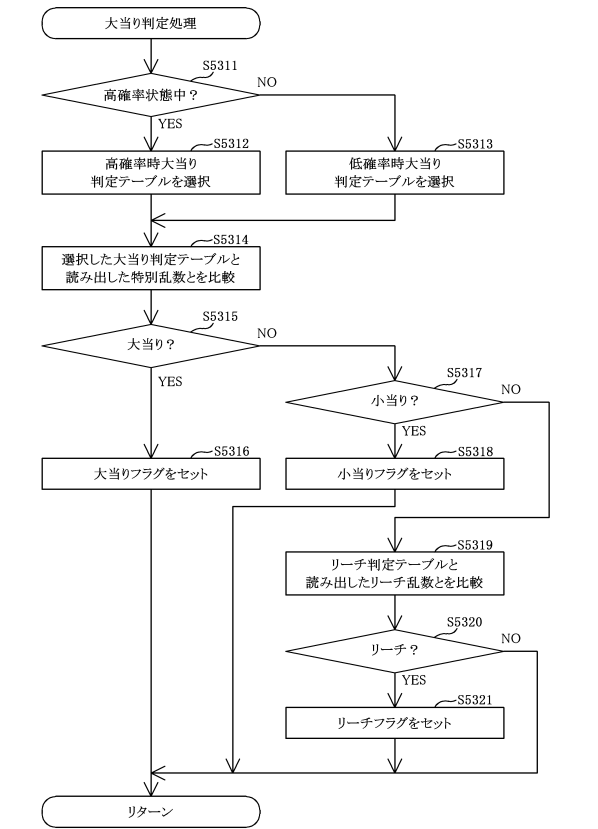 大当り判定処理
S5311
高確率状態中？
NO
YES
S5312
高確率時大当り
判定テーブルを選択
S5313
低確率時大当り
判定テーブルを選択
S5314
選択した大当り判定テーブルと
読み出した特別乱数とを比較
S5315
大当り？
NO
YES
S5317
小当り？
NO
YES
S5316
大当りフラグをセット
S5318
小当りフラグをセット
S5319
リーチ判定テーブルと
読み出したリーチ乱数とを比較
S5320
リーチ？
NO
YES
S5321
リーチフラグをセット
リターン